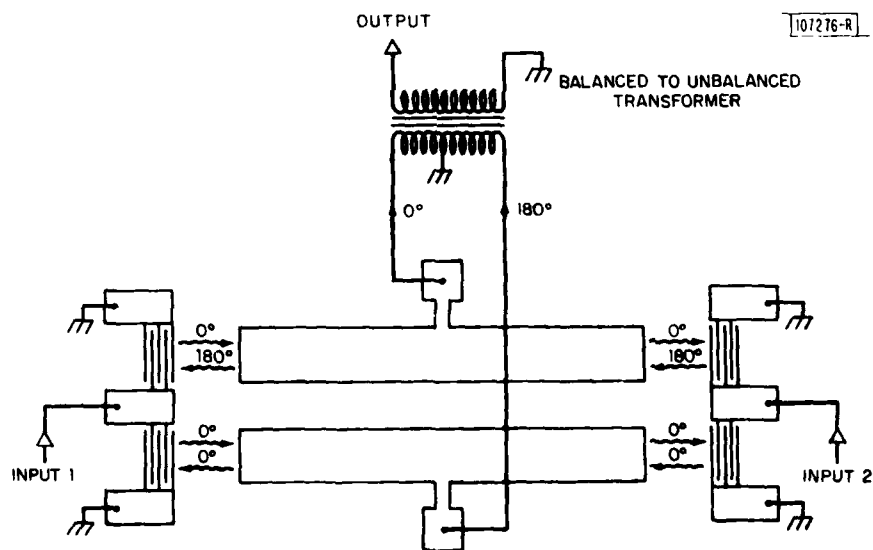 OUTPUT
107276-R
BALANCED TO UNBALANCED
TRANSFORMER
0°
180°
0°
180°
0°
180°
0°
0°
0°
0°
INPUT 1
INPUT 2